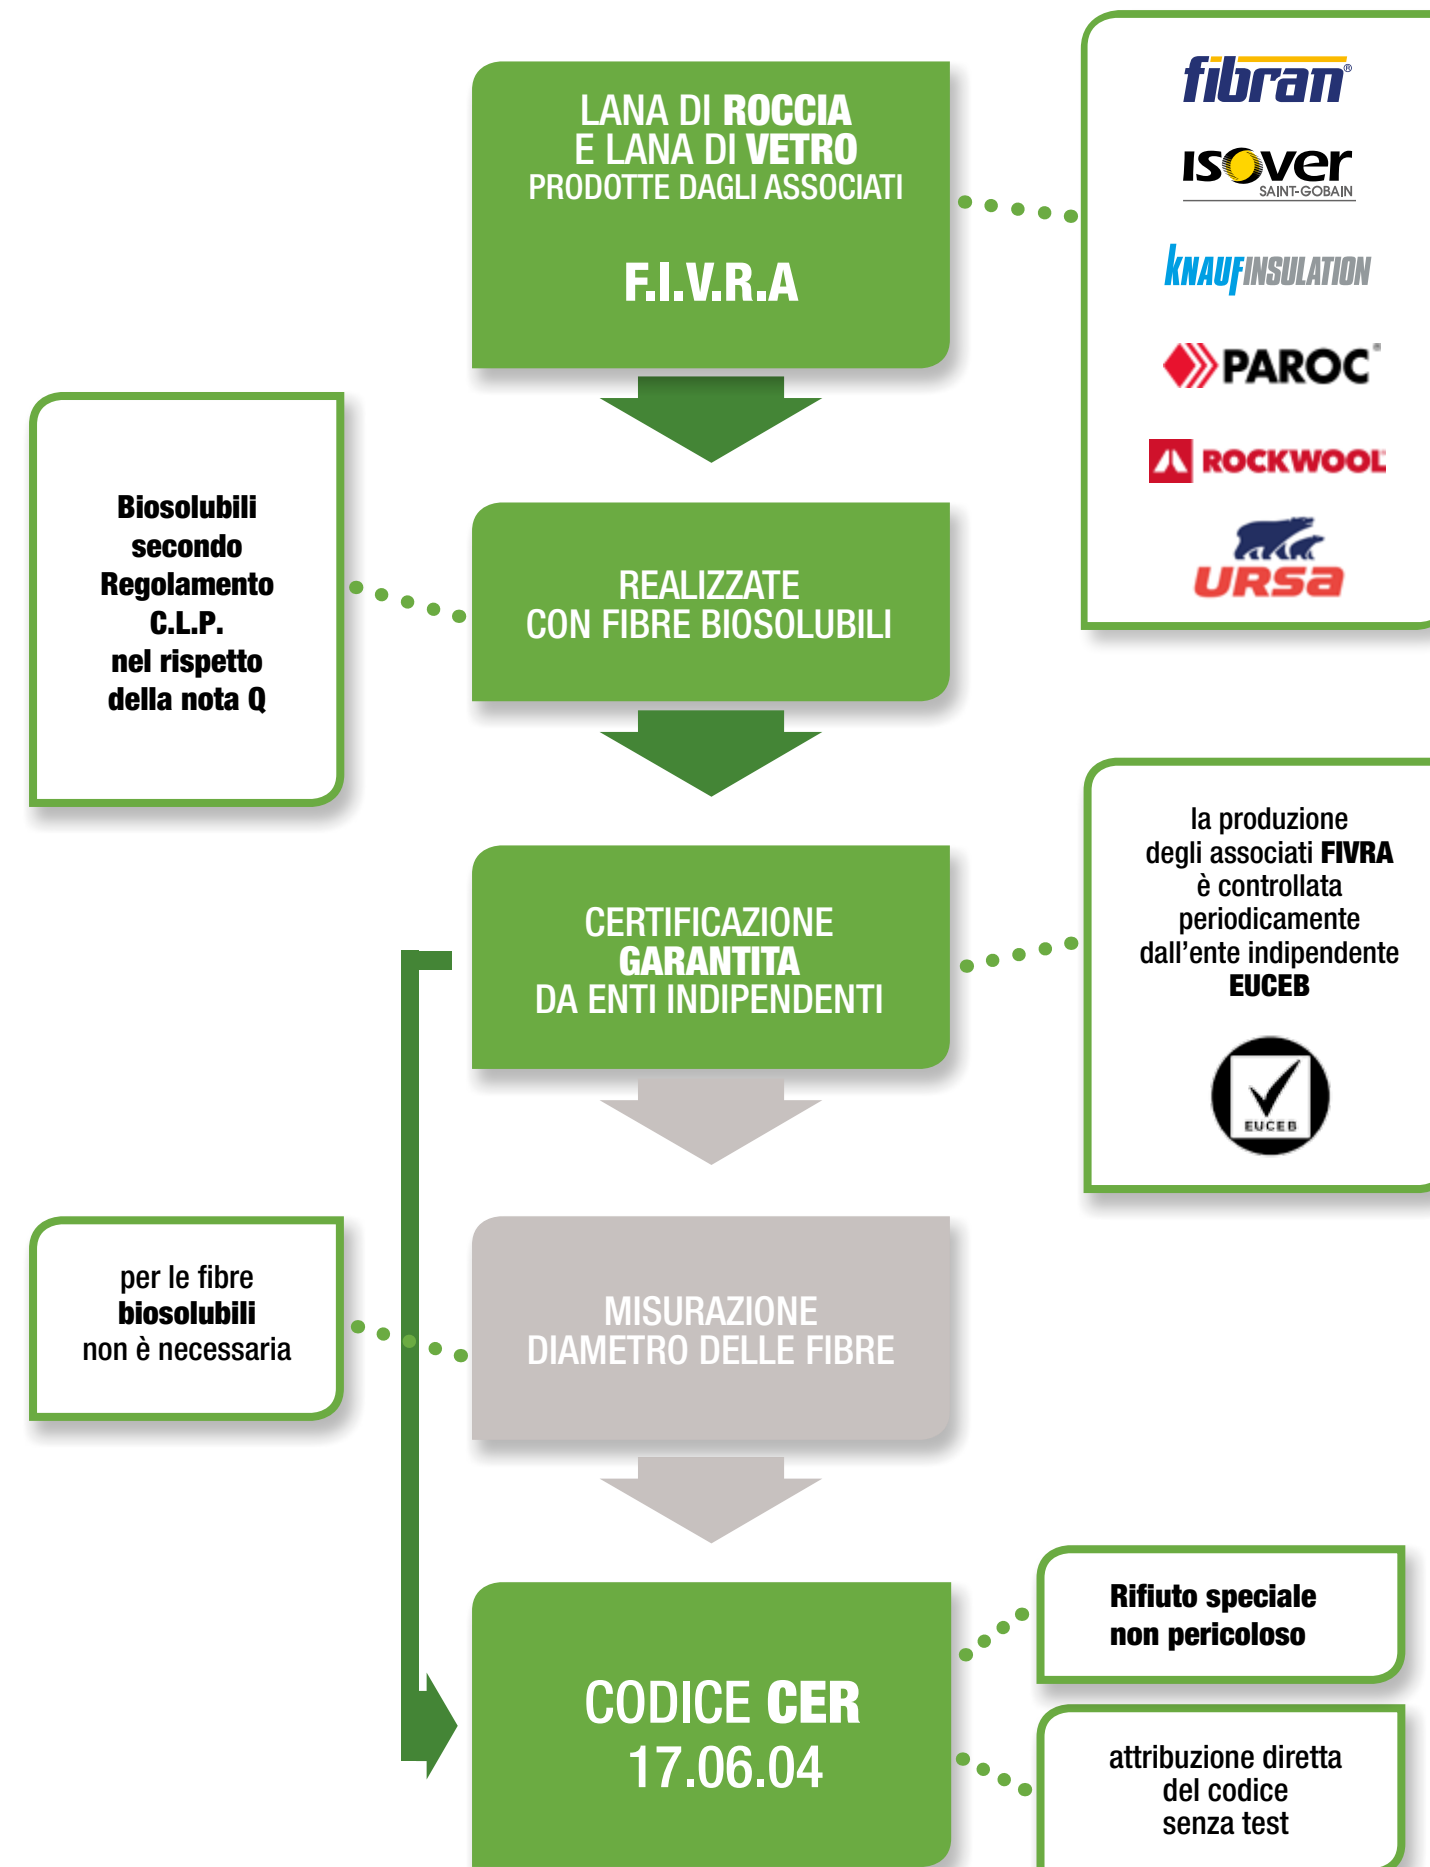 LANA DI ROCCIA
E LANA DI VETRO
PRODOTTE DAGLI ASSOCIATI
F.I.V.R.A
fibran®
ISOVER
SAINT-GOBAIN
KNAUFINSULATION
PAROC®
ROCKWOOL
URSA
Biosolubili
secondo
Regolamento
C.L.P.
nel rispetto
della nota Q
REALIZZATE
CON FIBRE BIOSOLUBILI
CERTIFICAZIONE
GARANTITA
DA ENTI INDIPENDENTI
la produzione
degli associati FIVRA
è controllata
periodicamente
dall’ente indipendente
EUCEB
EUCEB
per le fibre
biosolubili
non è necessaria
MISURAZIONE
DIAMETRO DELLE FIBRE
CODICE CER
17.06.04
Rifiuto speciale
non pericoloso
attribuzione diretta
del codice
senza test